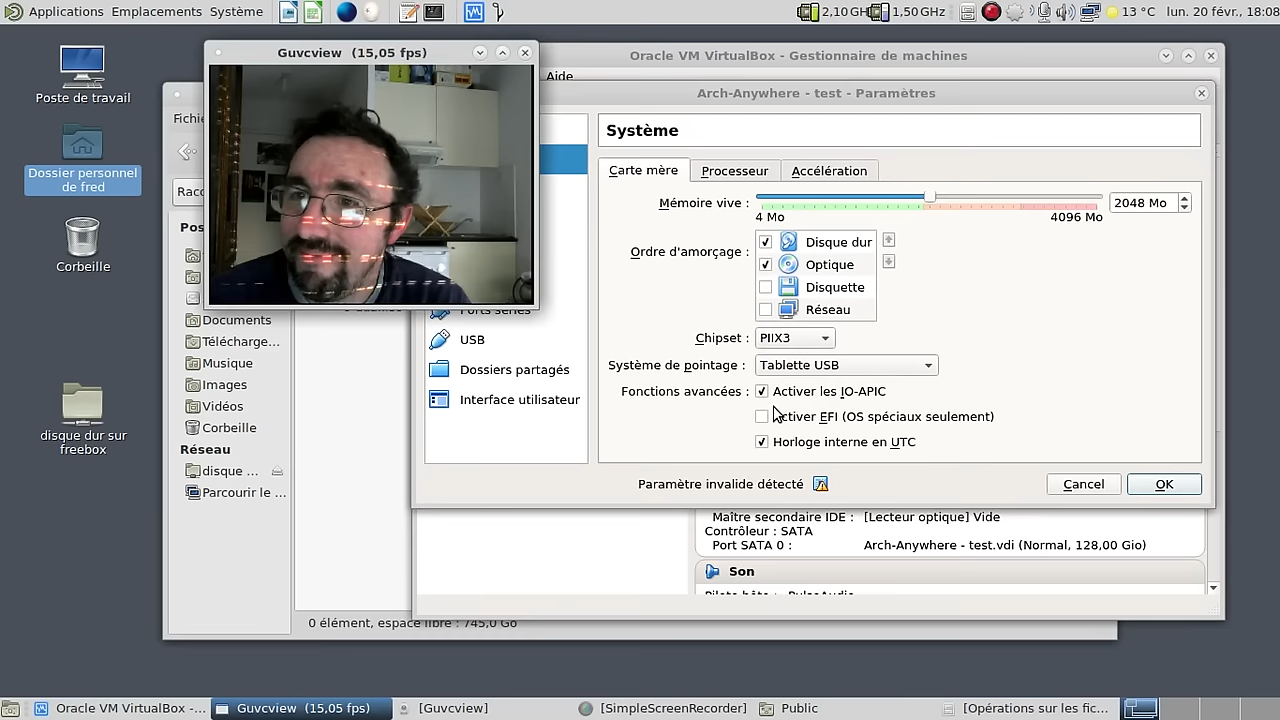 Applications Emplacements Système
2,10 GH
1,50 GHz
13 °C lun. 20 févr., 18:08
Poste de travail
Dossier personnel
de fred
Corbeille
disque dur sur
freebox
Guvcview (15,05 fps)
Oracle VM VirtualBox - Gestionnaire de machines
Aide
Arch-Anywhere - test - Paramètres
Système
Carte mère
Processeur
Accélération
Mémoire vive :
2048 Mo
4 Mo
4096 Mo
Ordre d'amorçage :
Disque dur
Optique
Disquette
Réseau
Chipset :
PIIX3
Système de pointage :
Tablette USB
Fonctions avancées :
Activer les IO-APIC
ctiver EFI (OS spéciaux seulement)
Horloge interne en UTC
Paramètre invalide détecté
Cancel
OK
Ports séries
USB
Dossiers partagés
Interface utilisateur
Fichie
Racc
Pos
Documents
Télécharge...
Musique
Images
Vidéos
Corbeille
Réseau
disque ...
Parcourir le ...
0 élément, espace libre : 745,0 Go
Maître secondaire IDE : [Lecteur optique] Vide
Contrôleur : SATA
Port SATA 0 : Arch-Anywhere - test.vdi (Normal, 128,00 Gio)
Son
Pilote hôte : PulseAudio
Oracle VM VirtualBox -...
Guvcview (15,05 fps)
[Guvcview]
[SimpleScreenRecorder]
Public
[Opérations sur les fic...